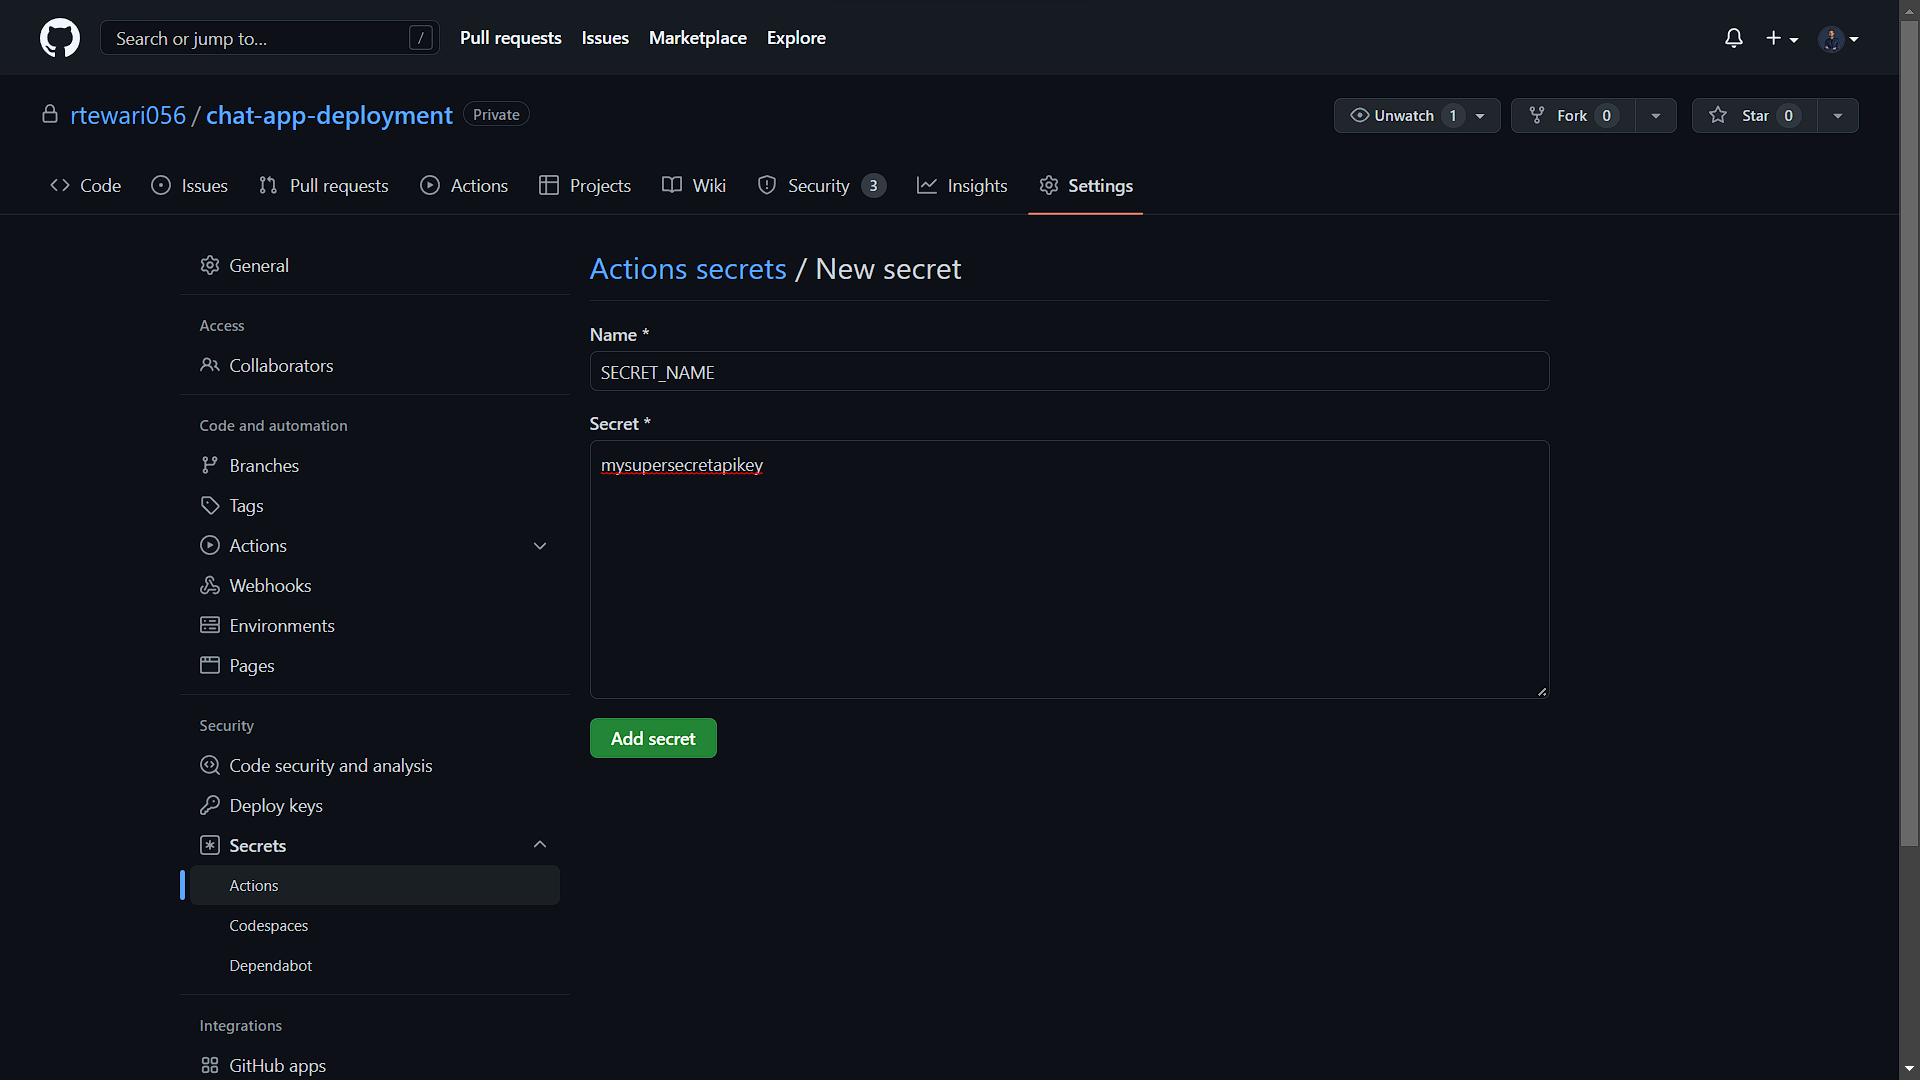 Search or jump to... /
Pull requests Issues Marketplace Explore
rtewari056 / chat-app-deployment Private
Unwatch 1 Fork 0 Star 0
Code Issues Pull requests Actions Projects Wiki Security 3 Insights Settings
General
Access
Collaborators
Code and automation
Branches
Tags
Actions
Webhooks
Environments
Pages
Security
Code security and analysis
Deploy keys
Secrets
Actions
Codespaces
Dependabot
Integrations
GitHub apps
Actions secrets / New secret
Name *
SECRET_NAME
Secret *
mysupersecretapikey
Add secret